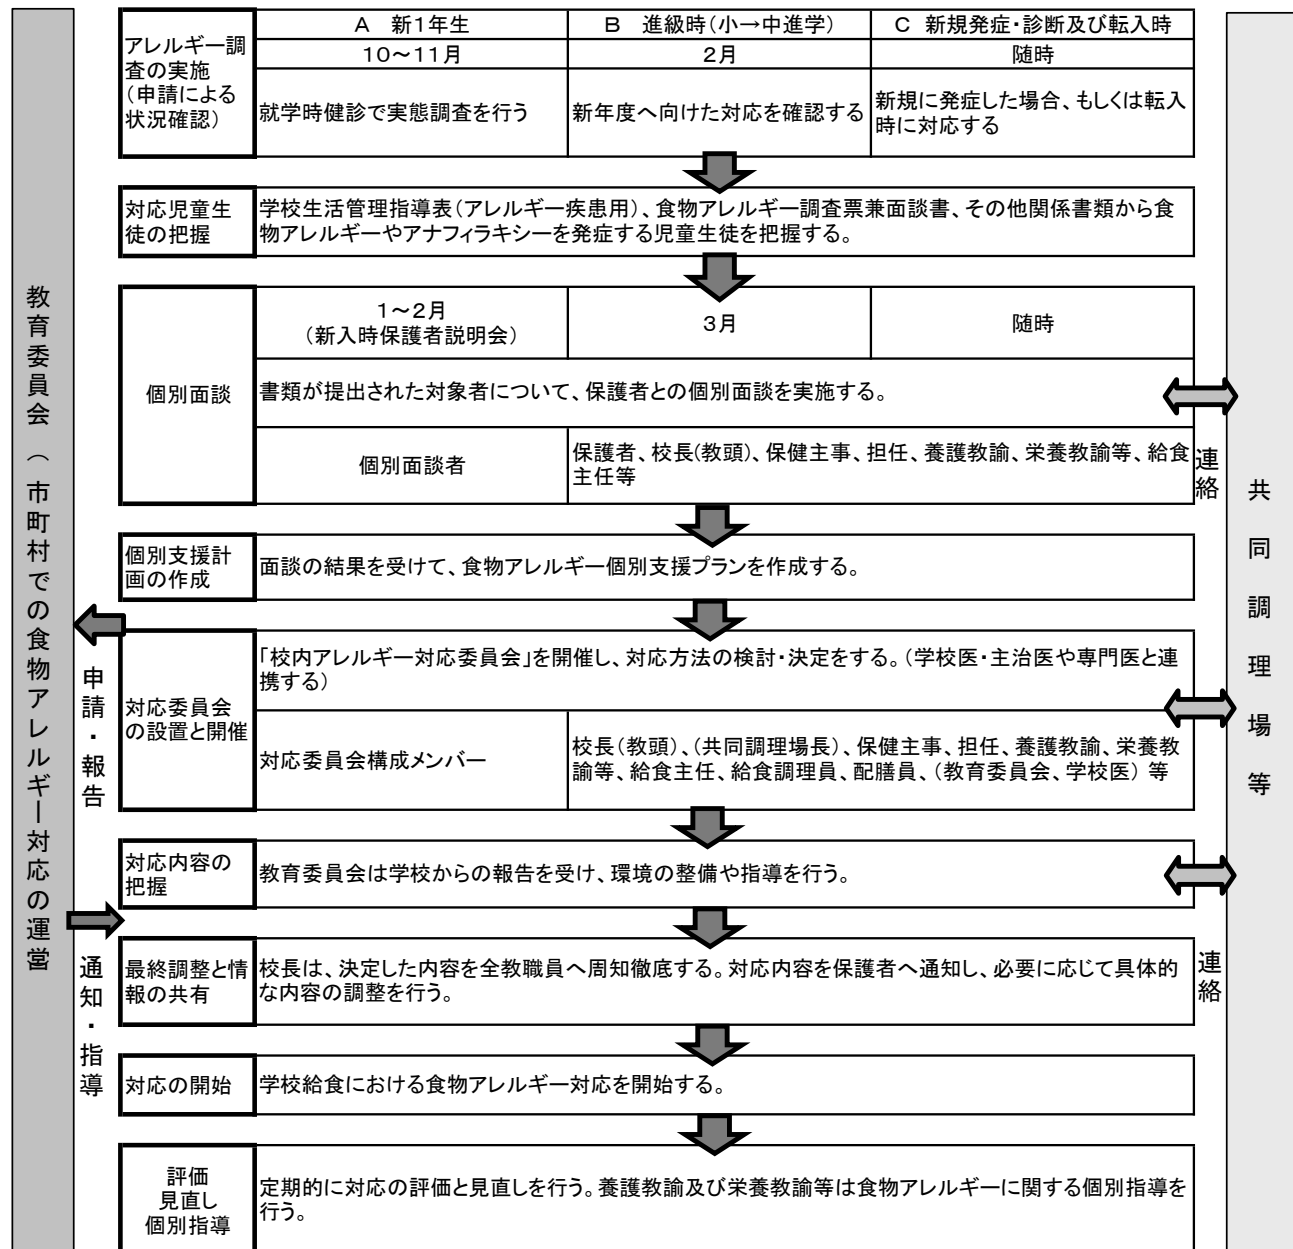 教育委員会（市町村での食物アレルギー対応の運営
アレルギー調
査の実施
（申請による
状況確認）
A　新1年生
B　進級時（小→中進学）
C　新規発症・診断及び転入時
10～11月
2月
随時
就学時健診で実態調査を行う
新年度へ向けた対応を確認する
新規に発症した場合、もしくは転入
時に対応する
対応児童生
徒の把握
学校生活管理指導表（アレルギー疾患用）、食物アレルギー調査票兼面談書、その他関係書類から食
物アレルギーやアナフィラキシーを発症する児童生徒を把握する。
個別面談
1～2月
（新入時保護者説明会）
3月
随時
書類が提出された対象者について、保護者との個別面談を実施する。
個別面談者
保護者、校長(教頭)、保健主事、担任、養護教諭、栄養教諭等、給食
主任等
連絡
共同調理場等
個別支援計
画の作成
面談の結果を受けて、食物アレルギー個別支援プランを作成する。
申請・報告
対応委員会
の設置と開催
「校内アレルギー対応委員会」を開催し、対応方法の検討・決定をする。（学校医・主治医や専門医と連
携する）
対応委員会構成メンバー
校長（教頭）、（共同調理場長）、保健主事、担任、養護教諭、栄養教
諭等、給食主任、給食調理員、配膳員、（教育委員会、学校医） 等
対応内容の
把握
教育委員会は学校からの報告を受け、環境の整備や指導を行う。
通知・指導
最終調整と情
報の共有
校長は、決定した内容を全教職員へ周知徹底する。対応内容を保護者へ通知し、必要に応じて具体的
な内容の調整を行う。
連絡
対応の開始
学校給食における食物アレルギー対応を開始する。
評価
見直し
個別指導
定期的に対応の評価と見直しを行う。養護教諭及び栄養教諭等は食物アレルギーに関する個別指導を
行う。